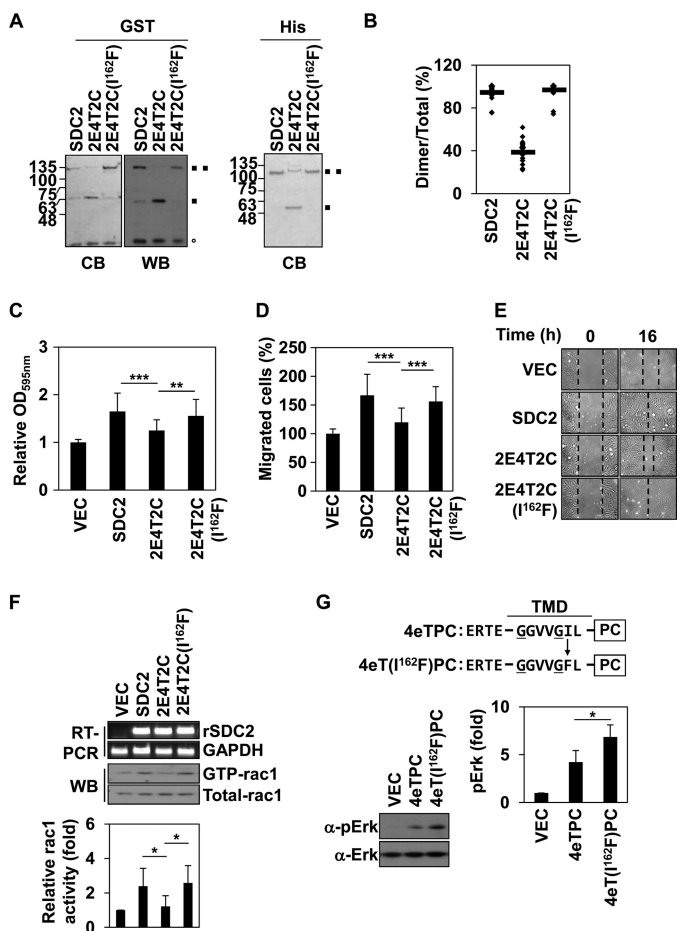 A
GST
His
SDC2
2E4T2C
2E4T2C(I¹⁶²F)
SDC2
2E4T2C
2E4T2C(I¹⁶²F)
SDC2
2E4T2C
2E4T2C(I¹⁶²F)
135
100
75
63
48
135
100
75
63
48
CB
WB
CB
B
Dimer/Total (%)
120
80
40
0
SDC2
2E4T2C
2E4T2C
(I¹⁶²F)
C
Relative OD₅₉₅ₙₘ
3
2
1
0
***
**
VEC
SDC2
2E4T2C
2E4T2C
(I¹⁶²F)
D
Migrated cells (%)
250
200
150
100
50
0
***
***
VEC
SDC2
2E4T2C
2E4T2C
(I¹⁶²F)
E
Time (h)
0
16
VEC
SDC2
2E4T2C
2E4T2C
(I¹⁶²F)
F
VEC
SDC2
2E4T2C
2E4T2C(I¹⁶²F)
RT-
PCR
rSDC2
GAPDH
WB
GTP-rac1
Total-rac1
Relative rac1
activity (fold)
6
4
2
0
*
*
G
TMD
4eTPC:ERTE-GGVVGIL-PC
4eT(I¹⁶²F)PC:ERTE-GGVVGFL-PC
VEC
4eTPC
4eT(I¹⁶²F)PC
α-pErk
α-Erk
pErk (fold)
10
5
0
*
VEC
4eTPC
4eT(I¹⁶²F)PC